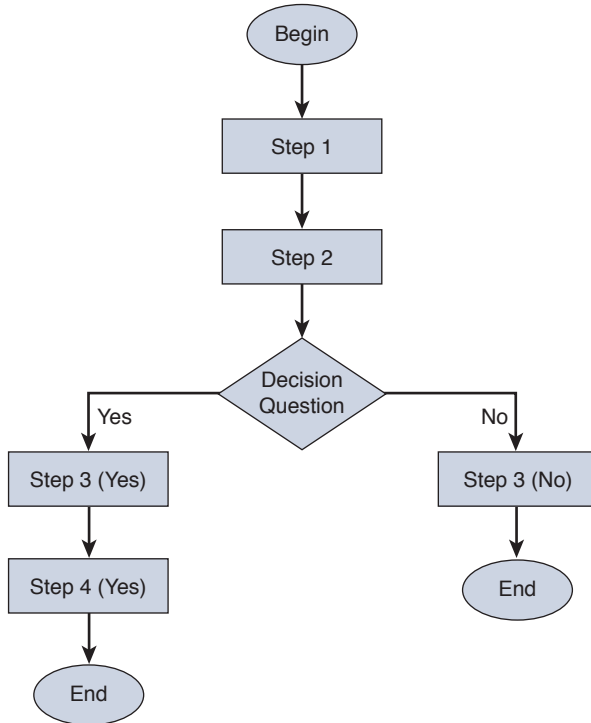 Begin
Step 1
Step 2
Decision
Question
Yes
No
Step 3 (Yes)
Step 3 (No)
Step 4 (Yes)
End
End